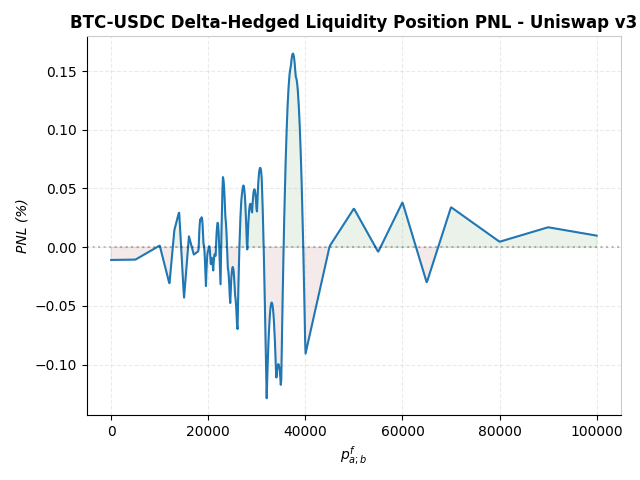 BTC-USDC Delta-Hedged Liquidity Position PNL - Uniswap v3
PNL (%)
0.15
0.10
0.05
0.00
−0.05
−0.10
0 20000 40000 60000 80000 100000
p^f_{a;b}